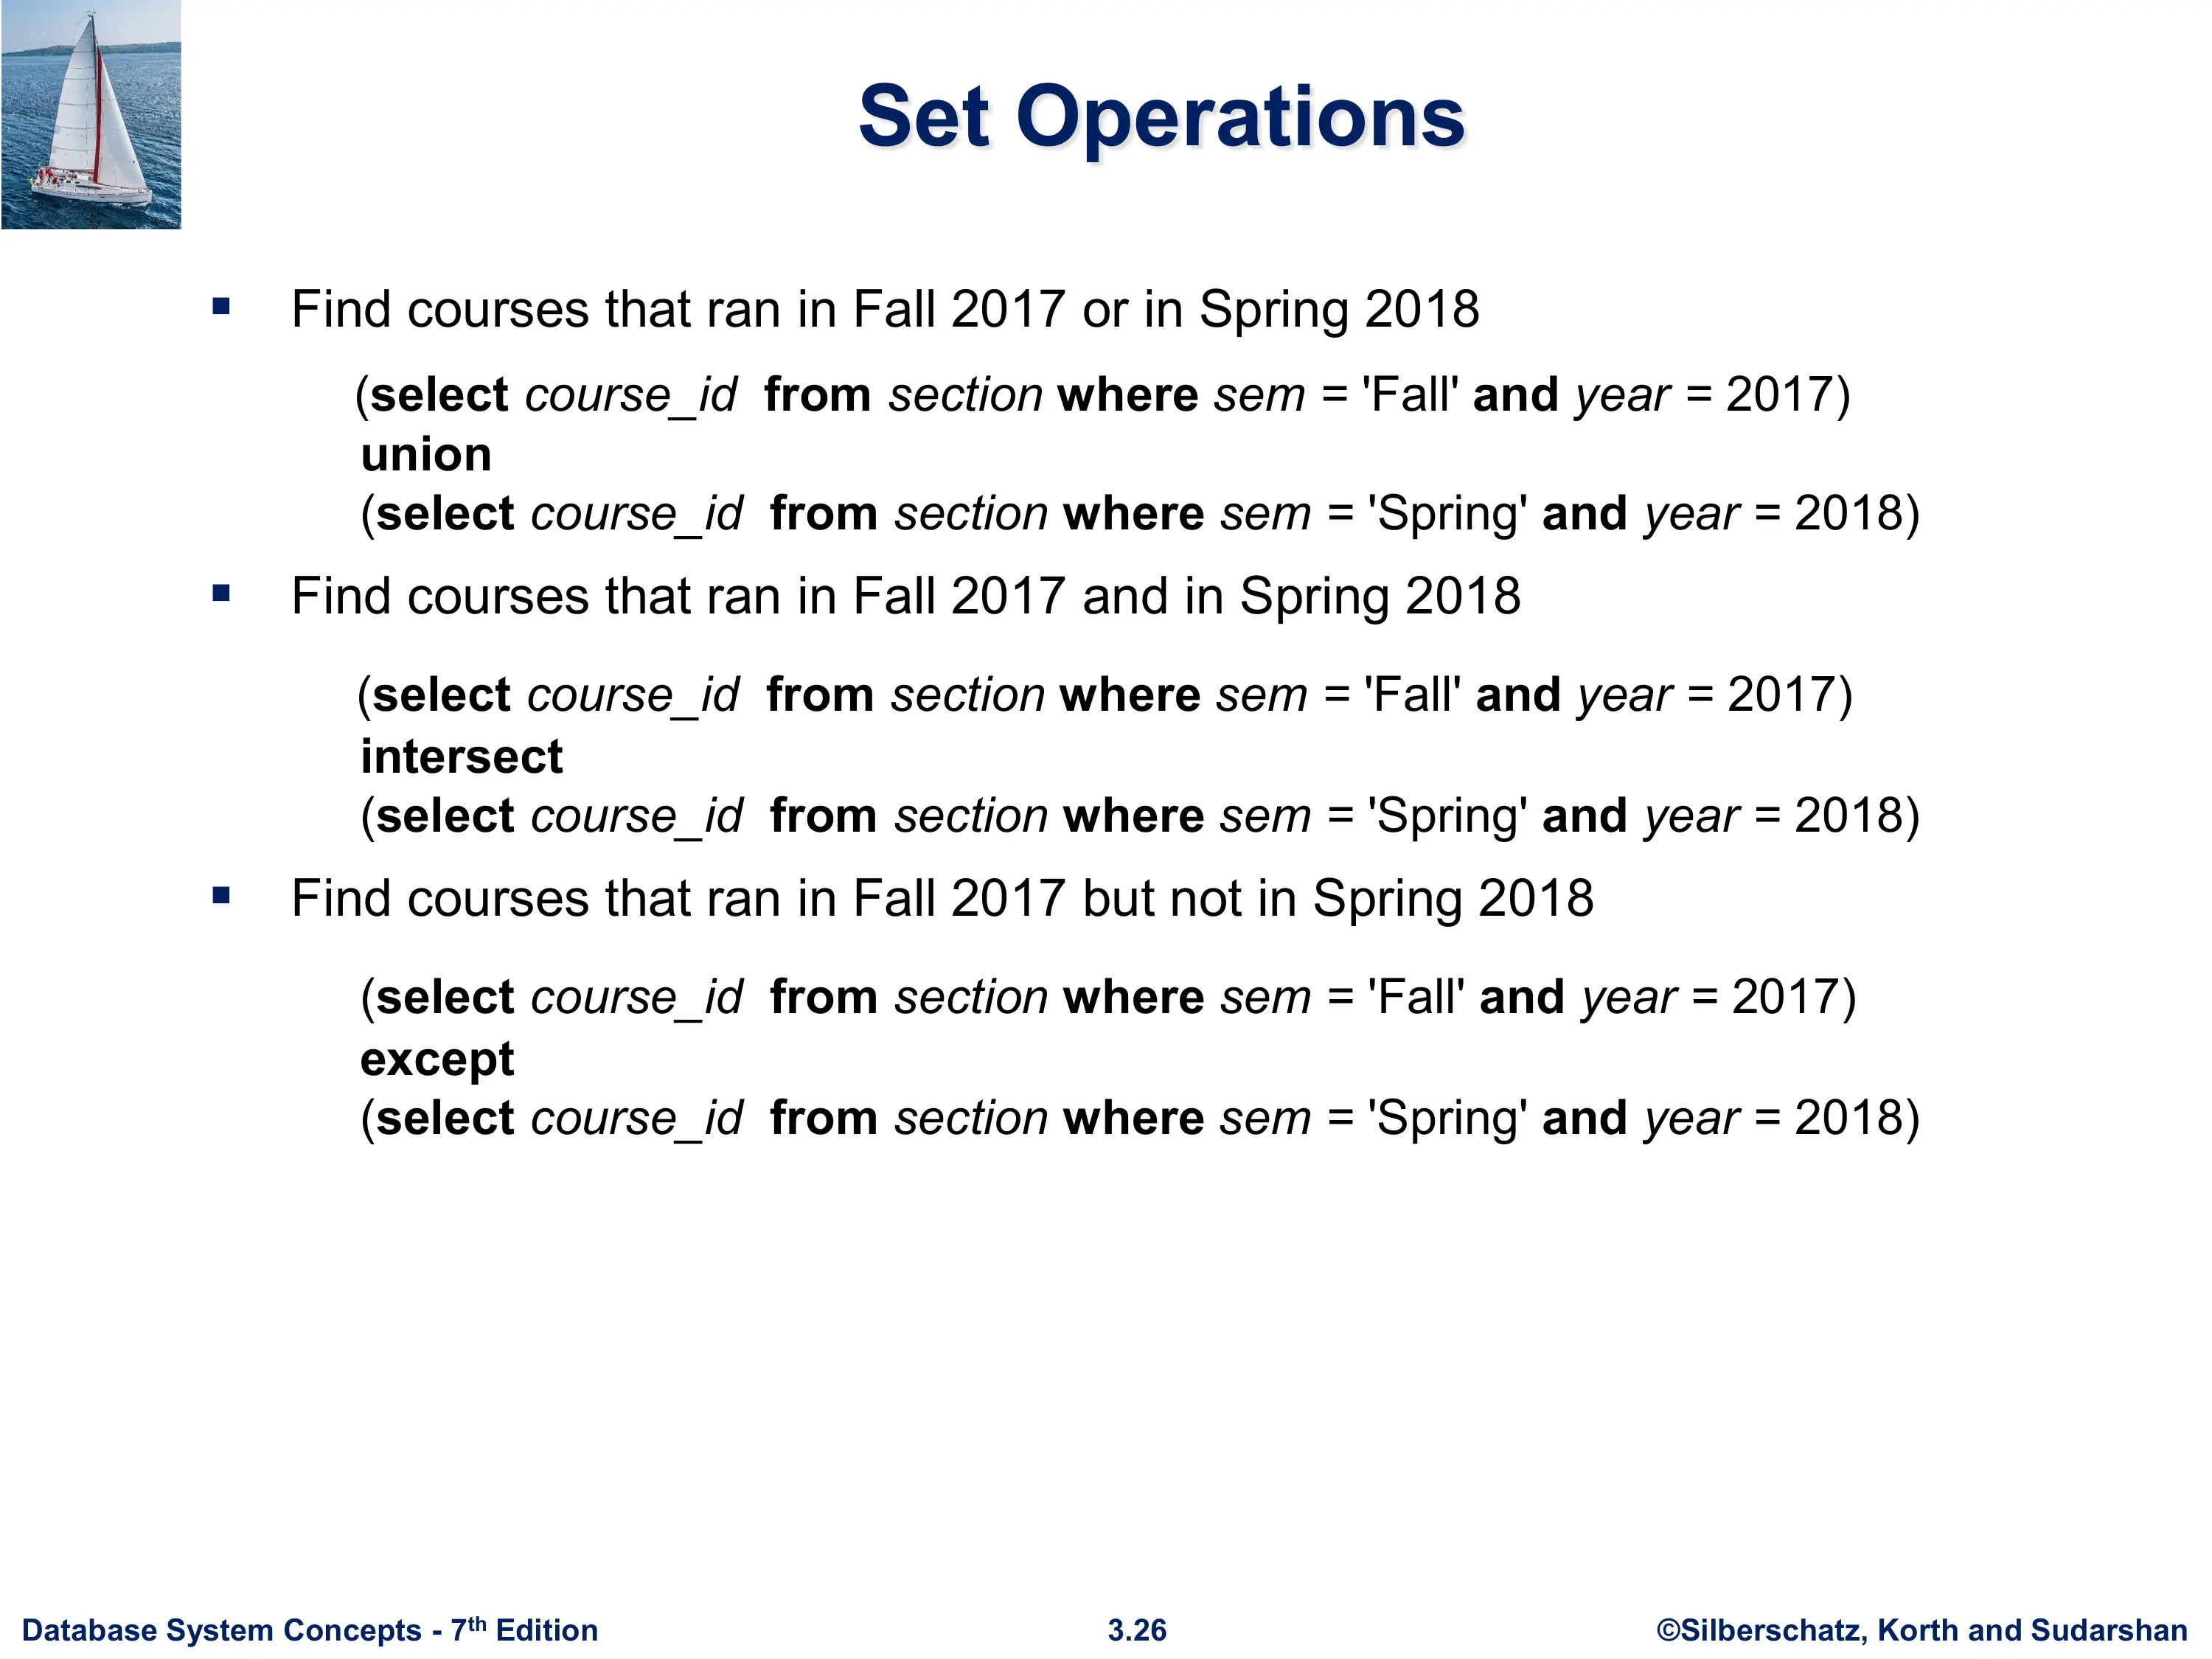 Set Operations
▪ Find courses that ran in Fall 2017 or in Spring 2018
(select course_id from section where sem = 'Fall' and year = 2017)
union
(select course_id from section where sem = 'Spring' and year = 2018)
▪ Find courses that ran in Fall 2017 and in Spring 2018
(select course_id from section where sem = 'Fall' and year = 2017)
intersect
(select course_id from section where sem = 'Spring' and year = 2018)
▪ Find courses that ran in Fall 2017 but not in Spring 2018
(select course_id from section where sem = 'Fall' and year = 2017)
except
(select course_id from section where sem = 'Spring' and year = 2018)
Database System Concepts - 7th Edition 3.26 ©Silberschatz, Korth and Sudarshan